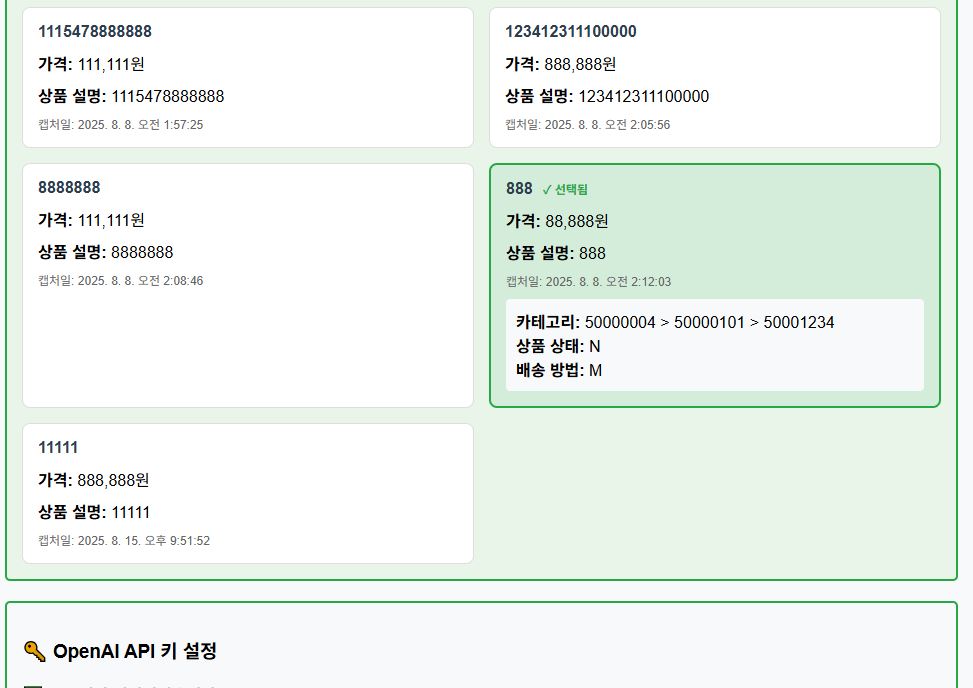 1115478888888
가격: 111,111원
상품 설명: 1115478888888
캡처일: 2025. 8. 8. 오전 1:57:25
123412311100000
가격: 888,888원
상품 설명: 123412311100000
캡처일: 2025. 8. 8. 오전 2:05:56
8888888
가격: 111,111원
상품 설명: 8888888
캡처일: 2025. 8. 8. 오전 2:08:46
888 ✓ 선택됨
가격: 88,888원
상품 설명: 888
캡처일: 2025. 8. 8. 오전 2:12:03
카테고리: 50000004 > 50000101 > 50001234
상품 상태: N
배송 방법: M
11111
가격: 888,888원
상품 설명: 11111
캡처일: 2025. 8. 15. 오후 9:51:52
🔑 OpenAI API 키 설정